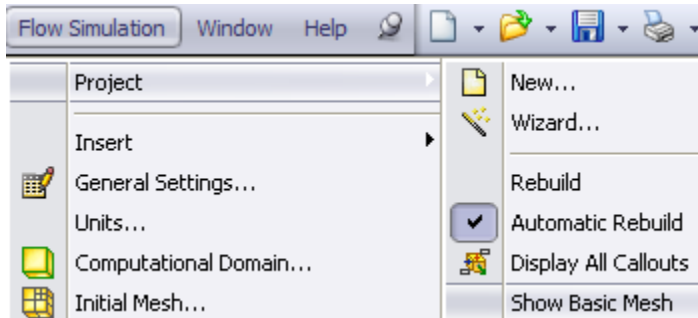 Flow Simulation Window Help
Project
Insert
General Settings...
Units...
Computational Domain...
Initial Mesh...
New...
Wizard...
Rebuild
Automatic Rebuild
Display All Callouts
Show Basic Mesh